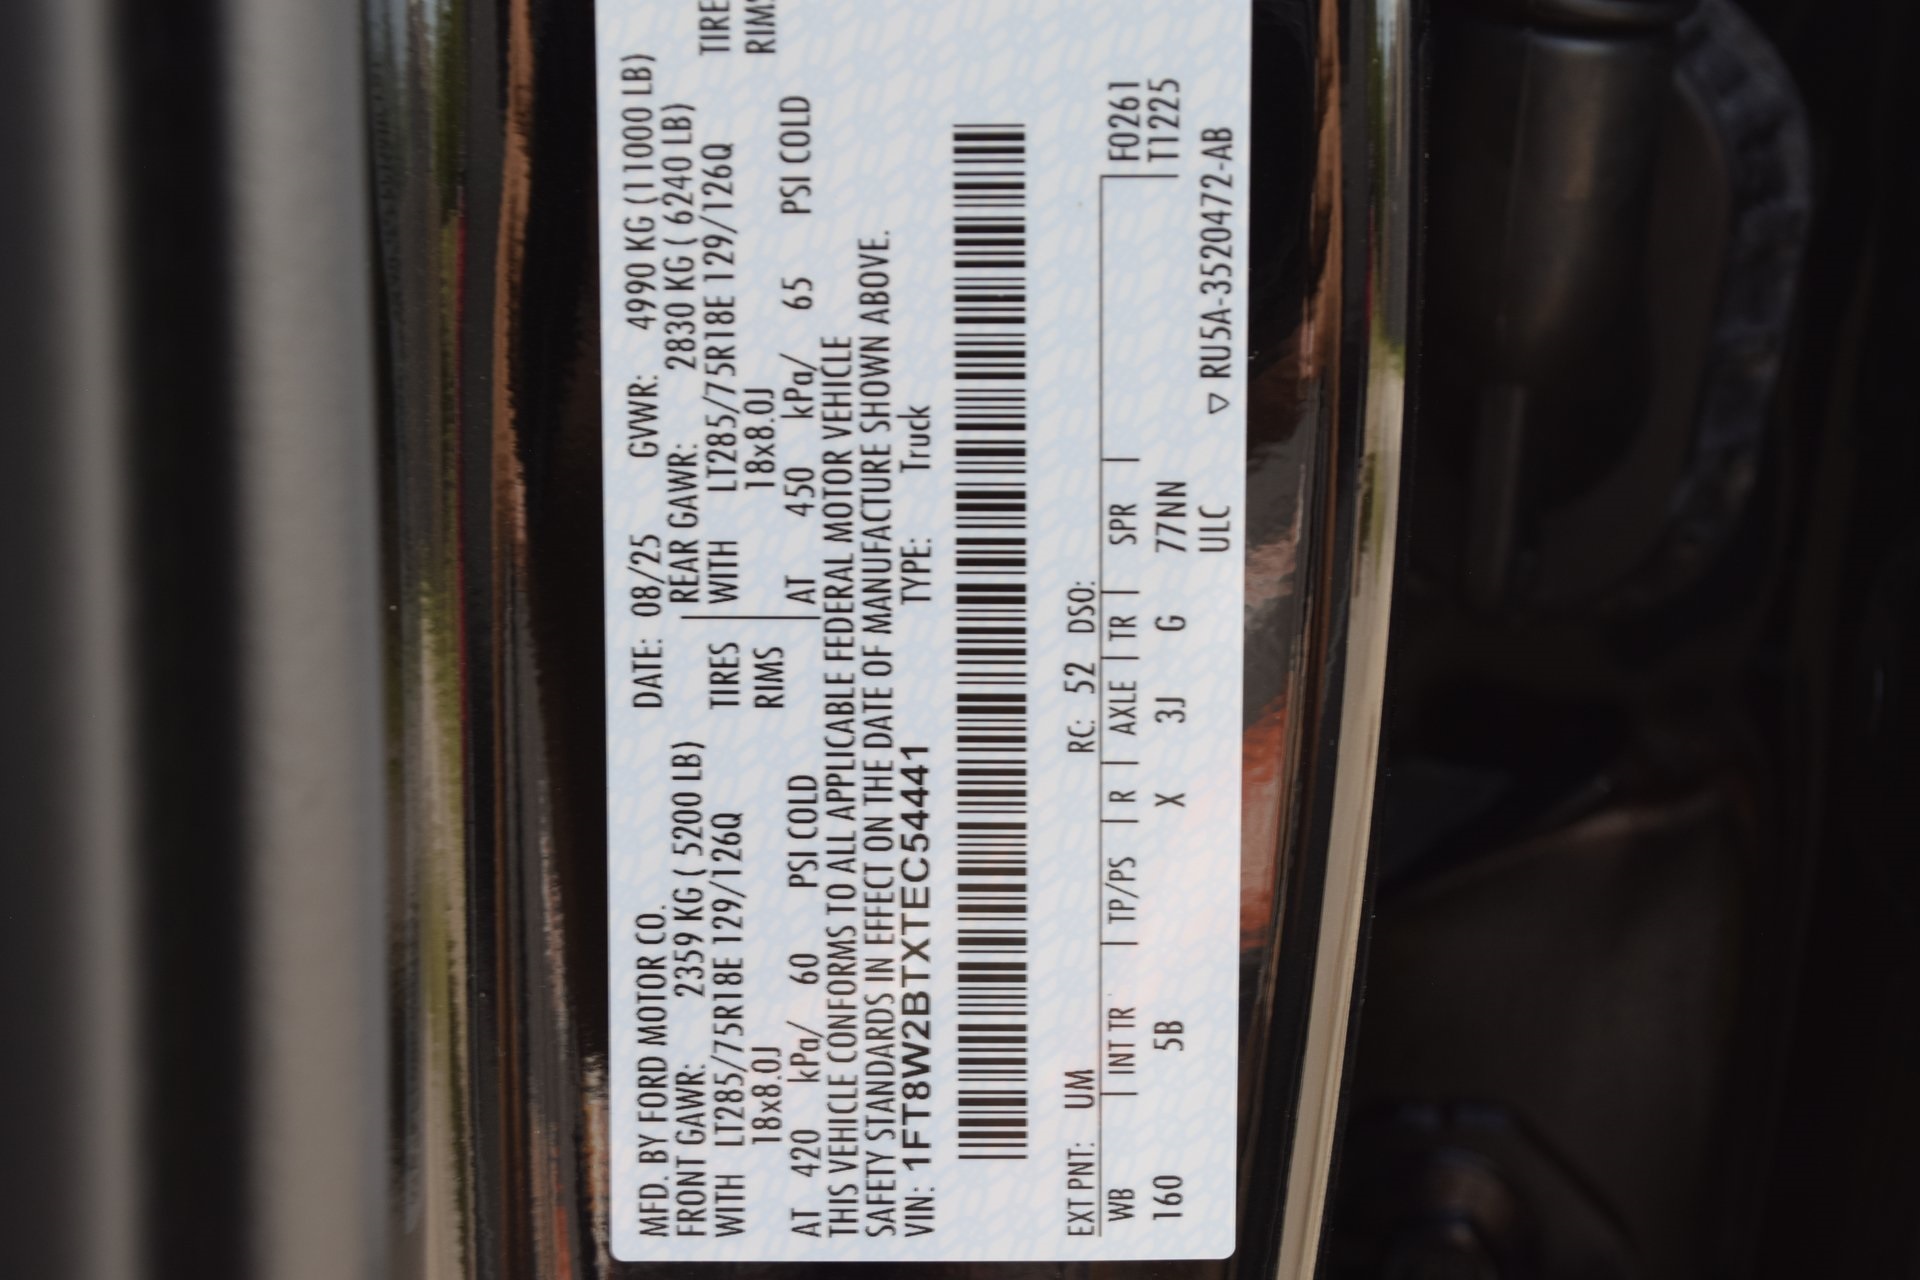 MFD. BY FORD MOTOR CO. DATE: 08/25 GVWR: 4990 KG (11000 LB)
FRONT GAWR: 2359 KG ( 5200 LB) REAR GAWR: 2830 KG ( 6240 LB)
WITH LT285/75R18E 129/126Q TIRES WITH LT285/75R18E 129/126Q TIRE
18x8.0J RIMS 18x8.0J RIMS
AT 420 kPa/ 60 PSI COLD AT 450 kPa/ 65 PSI COLD
THIS VEHICLE CONFORMS TO ALL APPLICABLE FEDERAL MOTOR VEHICLE
SAFETY STANDARDS IN EFFECT ON THE DATE OF MANUFACTURE SHOWN ABOVE.
VIN: 1FT8W2BTXTEC54441 TYPE: Truck
EXT PNT: UM RC: 52 DSO:
WB | INT TR | TP/PS | R | AXLE | TR | SPR | F0261
160 5B X 3J G 77NN T1225
ULC ▽ RU5A-3520472-AB